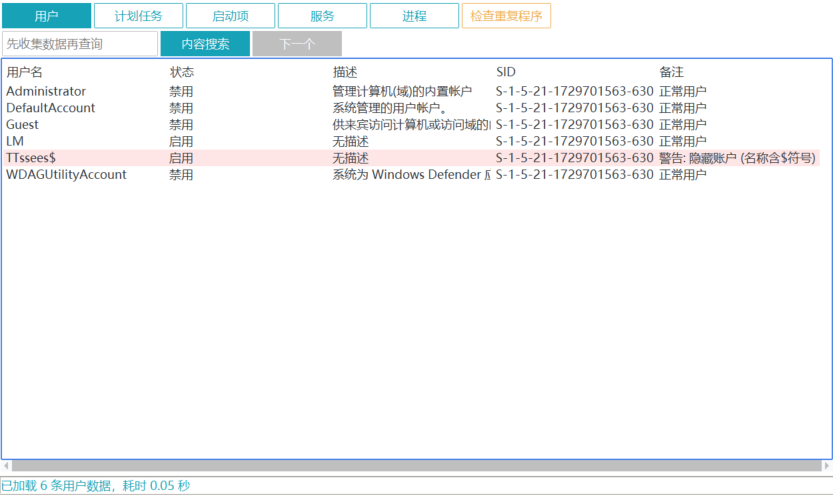 用户 计划任务 启动项 服务 进程 检查重复程序
先收集数据再查询 内容搜索 下一个
用户名 状态 描述 SID 备注
Administrator 禁用 管理计算机(域)的内置帐户 S-1-5-21-1729701563-630 正常用户
DefaultAccount 禁用 系统管理的用户帐户。 S-1-5-21-1729701563-630 正常用户
Guest 禁用 供来宾访问计算机或访问域的 S-1-5-21-1729701563-630 正常用户
LM 启用 无描述 S-1-5-21-1729701563-630 正常用户
TTssees$ 启用 无描述 S-1-5-21-1729701563-630 警告: 隐藏账户 (名称含$符号)
WDAGUtilityAccount 禁用 系统为 Windows Defender S-1-5-21-1729701563-630 正常用户
已加载 6 条用户数据，耗时 0.05 秒